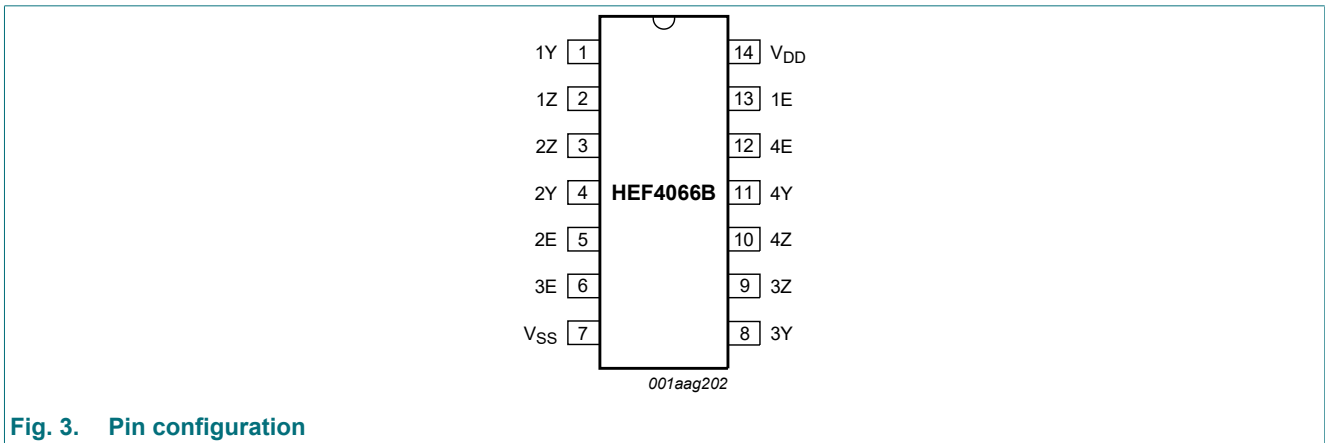 1Y 1 14 VDD
1Z 2 13 1E
2Z 3 12 4E
2Y 4 HEF4066B 11 4Y
2E 5 10 4Z
3E 6 9 3Z
VSS 7 8 3Y
001aag202
Fig. 3. Pin configuration